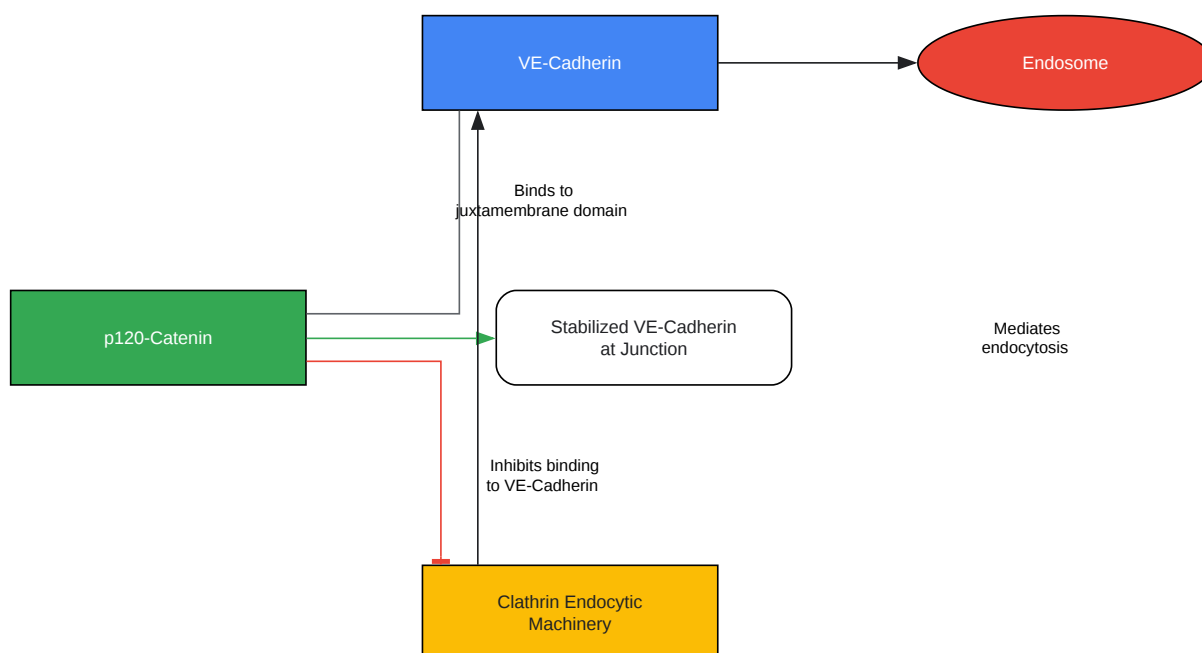 VE-Cadherin
Endosome
Binds to
juxtamembrane domain
p120-Catenin
Stabilized VE-Cadherin
at Junction
Mediates
endocytosis
Inhibits binding
to VE-Cadherin
Clathrin Endocytic
Machinery